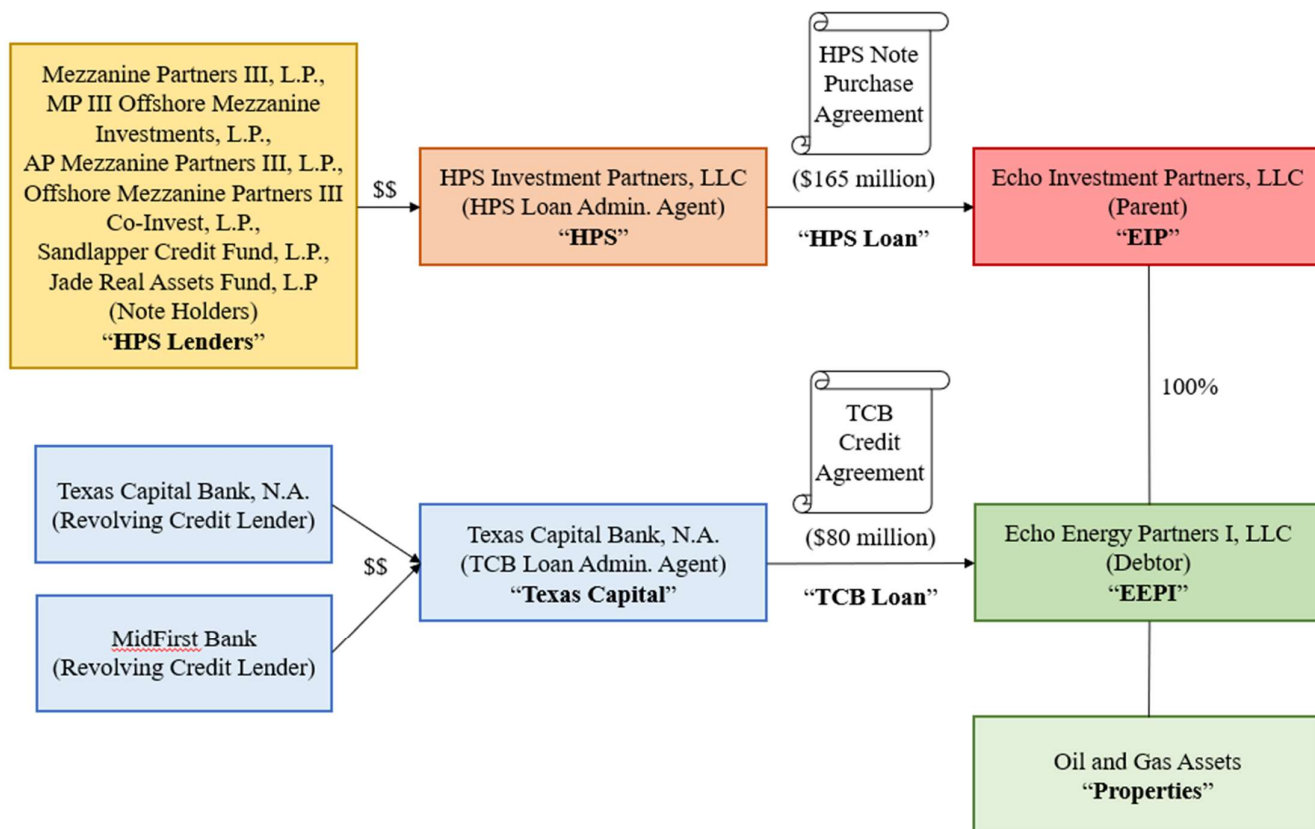 Mezzanine Partners III, L.P.,
MP III Offshore Mezzanine
Investments, L.P.,
AP Mezzanine Partners III, L.P.,
Offshore Mezzanine Partners III
Co-Invest, L.P.,
Sandlapper Credit Fund, L.P.,
Jade Real Assets Fund, L.P
(Note Holders)
“HPS Lenders”
$$
HPS Investment Partners, LLC
(HPS Loan Admin. Agent)
“HPS”
HPS Note
Purchase
Agreement
($165 million)
“HPS Loan”
Echo Investment Partners, LLC
(Parent)
“EIP”
100%
Texas Capital Bank, N.A.
(Revolving Credit Lender)
MidFirst Bank
(Revolving Credit Lender)
$$
Texas Capital Bank, N.A.
(TCB Loan Admin. Agent)
“Texas Capital”
TCB
Credit
Agreement
($80 million)
“TCB Loan”
Echo Energy Partners I, LLC
(Debtor)
“EEPI”
Oil and Gas Assets
“Properties”